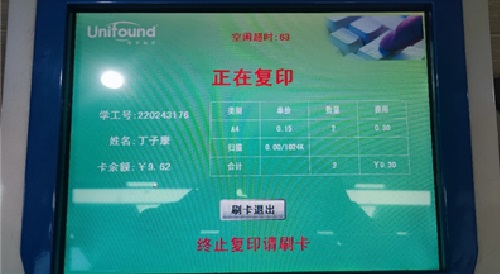 Unifound
空闲超时: 63
正在复印
学工号: 220243176
姓名: 丁子康
卡余额: ￥9.62
类别 单价 数量 费用
A4 0.15 2 0.30
扫描 0.00/1024K
合计 2 ￥0.30
刷卡退出
终止复印请刷卡